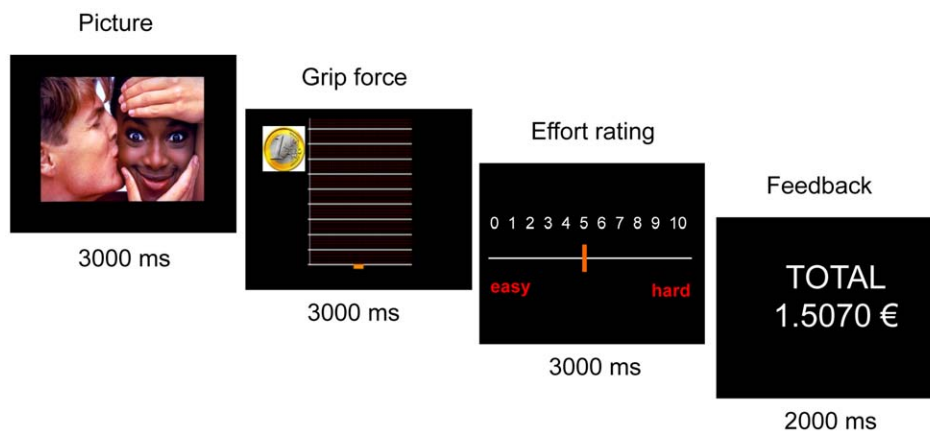 Picture
3000 ms
Grip force
1
3000 ms
Effort rating
0 1 2 3 4 5 6 7 8 9 10
easy hard
3000 ms
Feedback
TOTAL
1.5070 €
2000 ms